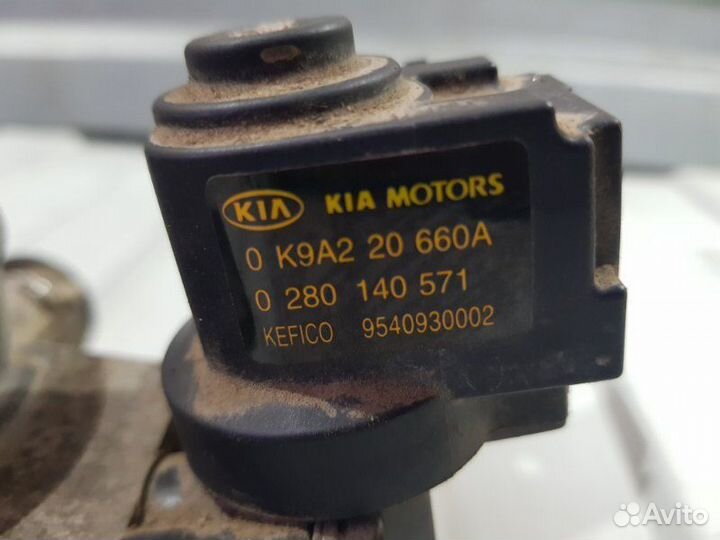 KIA KIA MOTORS
0 K9A2 20 660A
0 280 140 571
KEFICO 9540930002
Avito